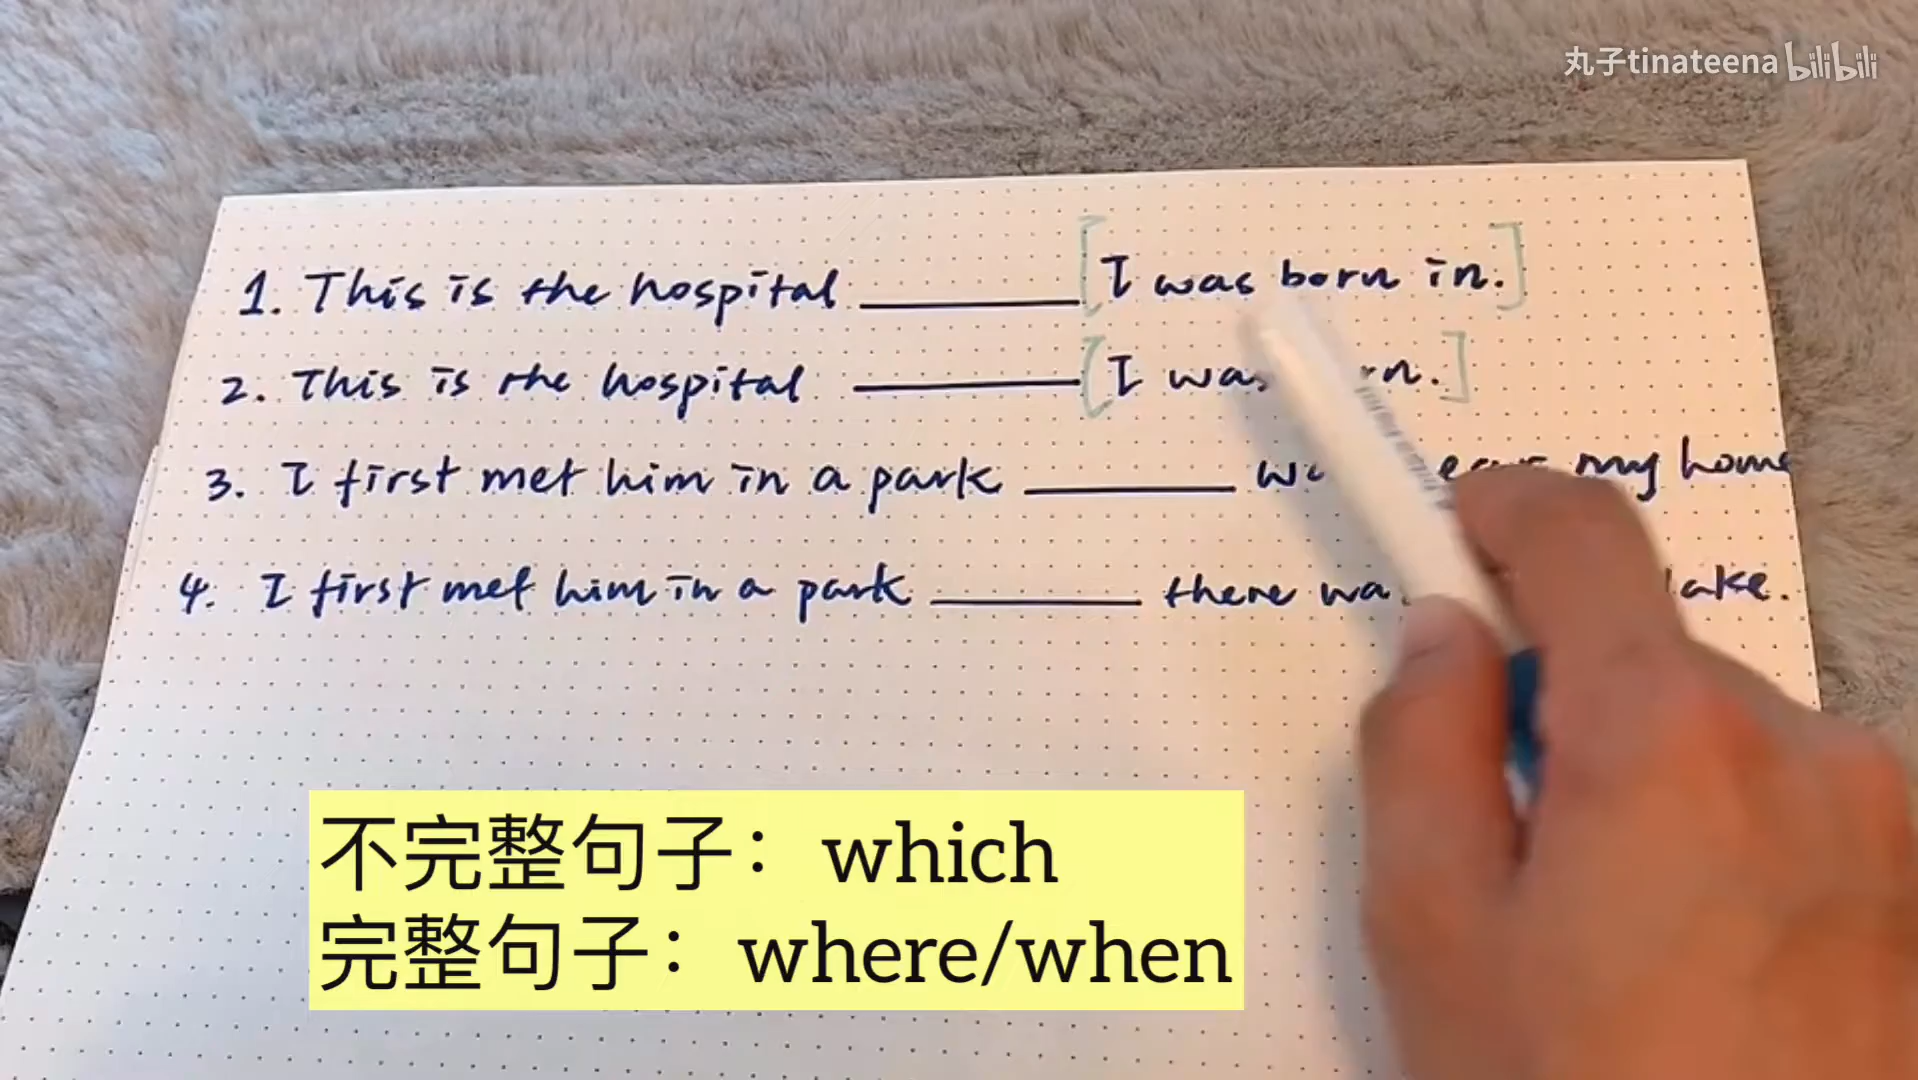 丸子tinateena bilibili
1. This is the hospital ______ [I was born in.]
2. This is the hospital ______ [I was .]
3. I first met him in a park ______ my home
4. I first met him in a park ______ there
不完整句子：which
完整句子：where/when